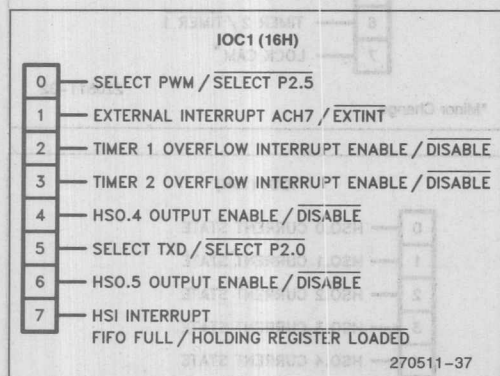 IOC1 (16H)
0 SELECT PWM / SELECT P2.5
1 EXTERNAL INTERRUPT ACH7 / EXTINT
2 TIMER 1 OVERFLOW INTERRUPT ENABLE / DISABLE
3 TIMER 2 OVERFLOW INTERRUPT ENABLE / DISABLE
4 HSO.4 OUTPUT ENABLE / DISABLE
5 SELECT TXD / SELECT P2.0
6 HSO.5 OUTPUT ENABLE / DISABLE
7 HSI INTERRUPT
FIFO FULL / HOLDING REGISTER LOADED
270511-37